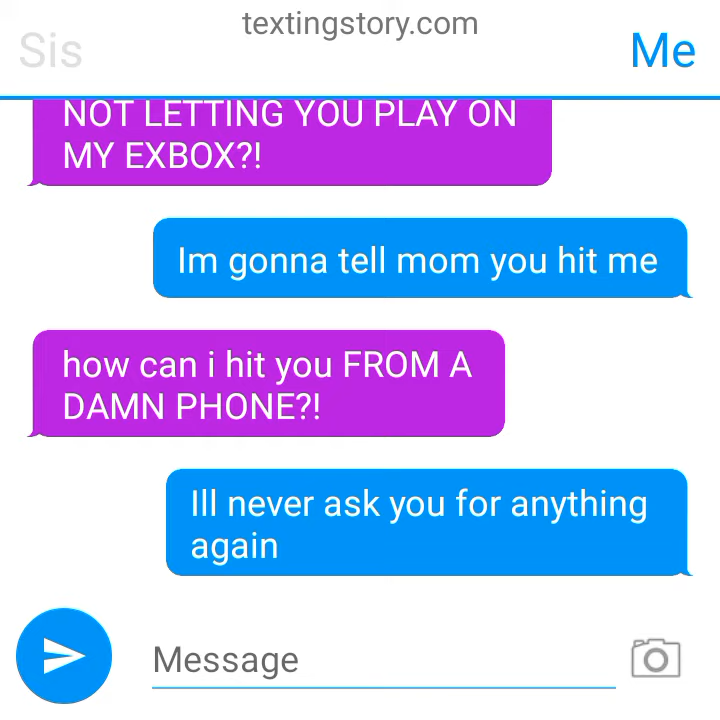 textingstory.com
Sis
Me
NOT LETTING YOU PLAY ON
MY EXBOX?!
Im gonna tell mom you hit me
how can i hit you FROM A
DAMN PHONE?!
Ill never ask you for anything
again
Message